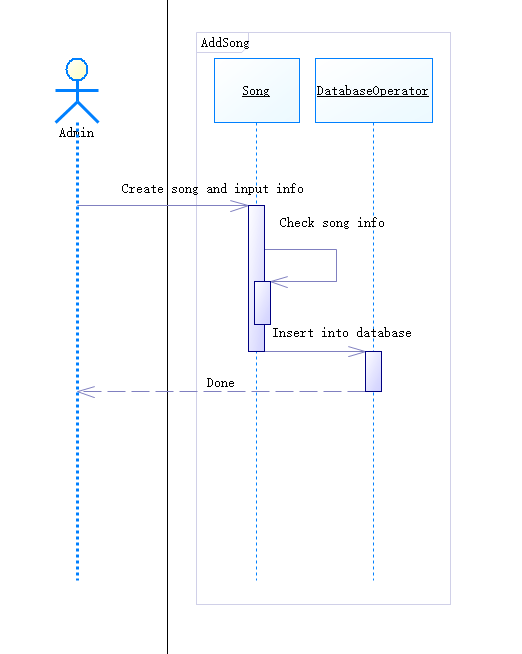 AddSong
Song
DatabaseOperator
Admin
Create song and input info
Check song info
Insert into database
Done